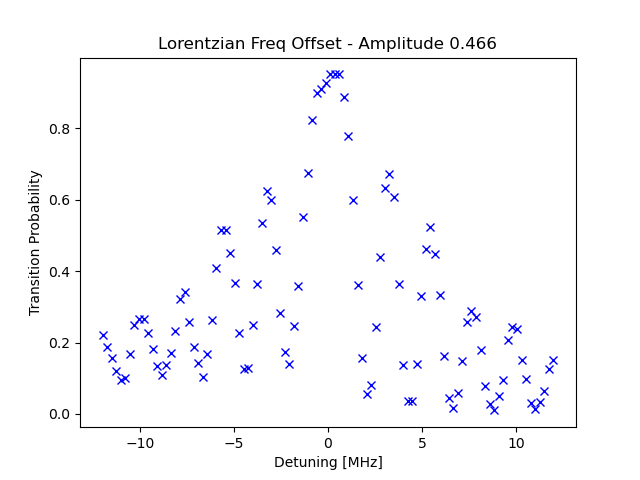 Lorentzian Freq Offset - Amplitude 0.466
Transition Probability
0.8
0.6
0.4
0.2
0.0
−10 −5 0 5 10
Detuning [MHz]